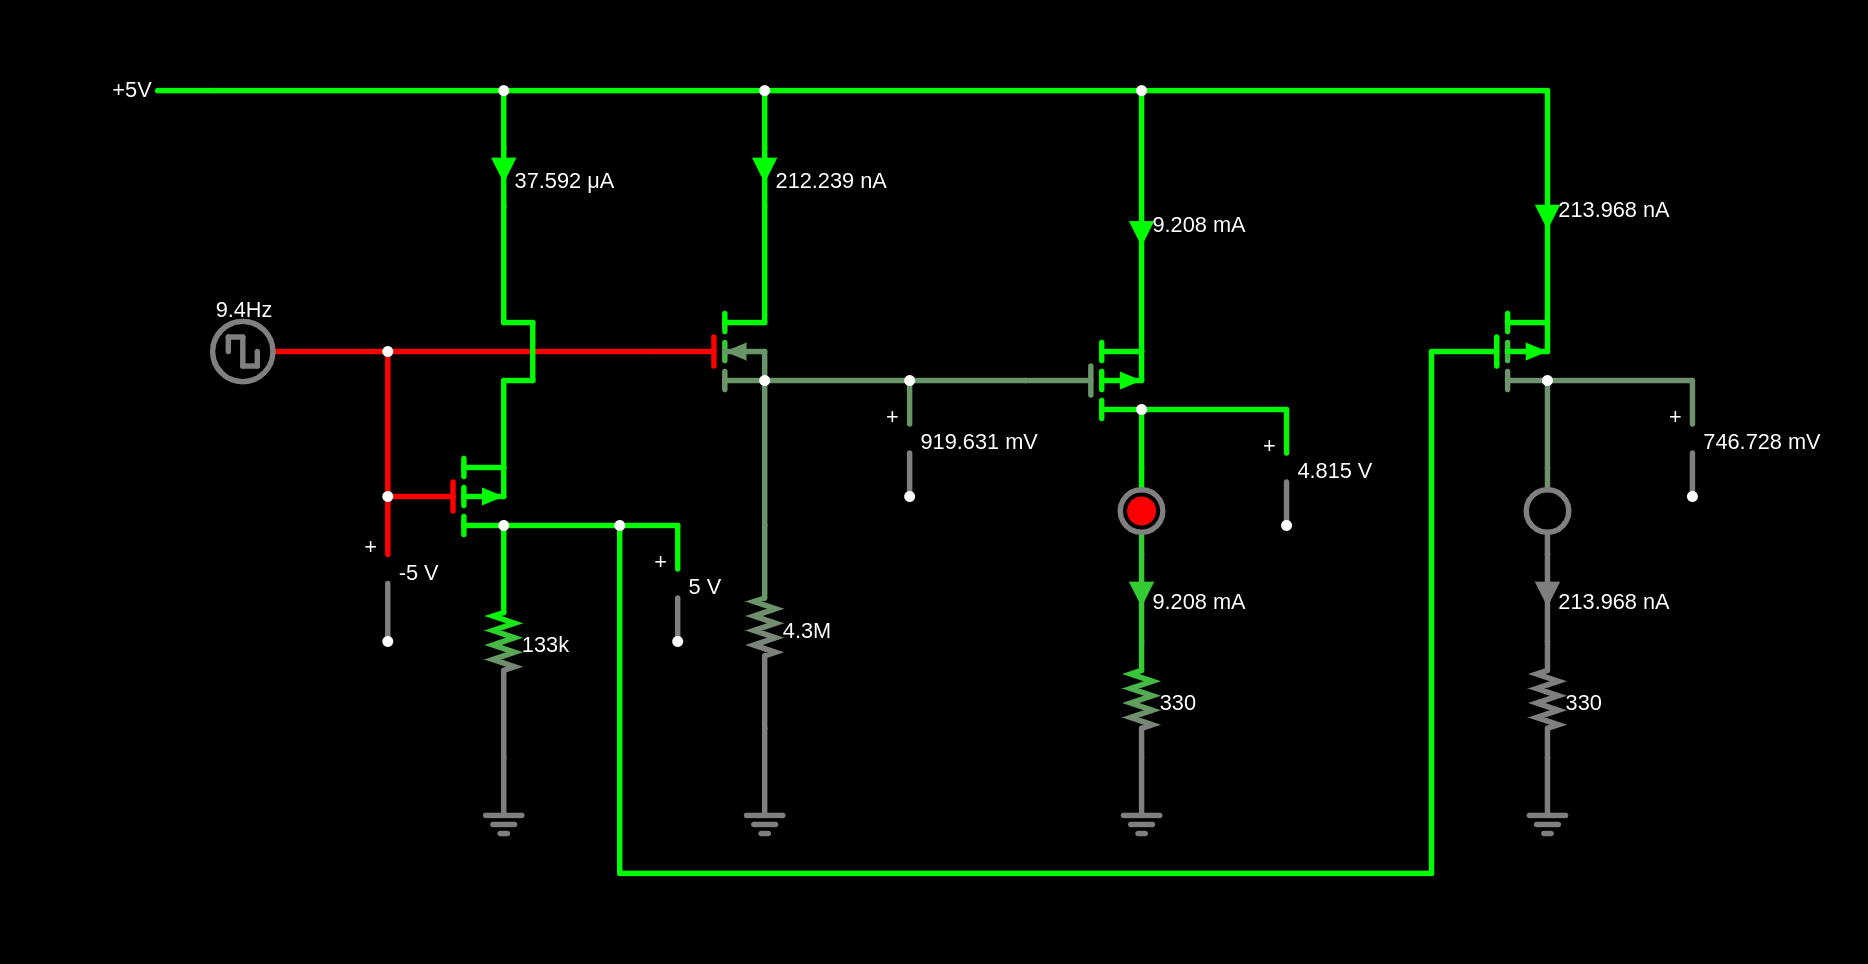 +5V
37.592 μA
212.239 nA
9.208 mA
213.968 nA
9.4Hz
+
919.631 mV
+
4.815 V
+
746.728 mV
+
-5 V
+
5 V
133k
4.3M
9.208 mA
213.968 nA
330
330